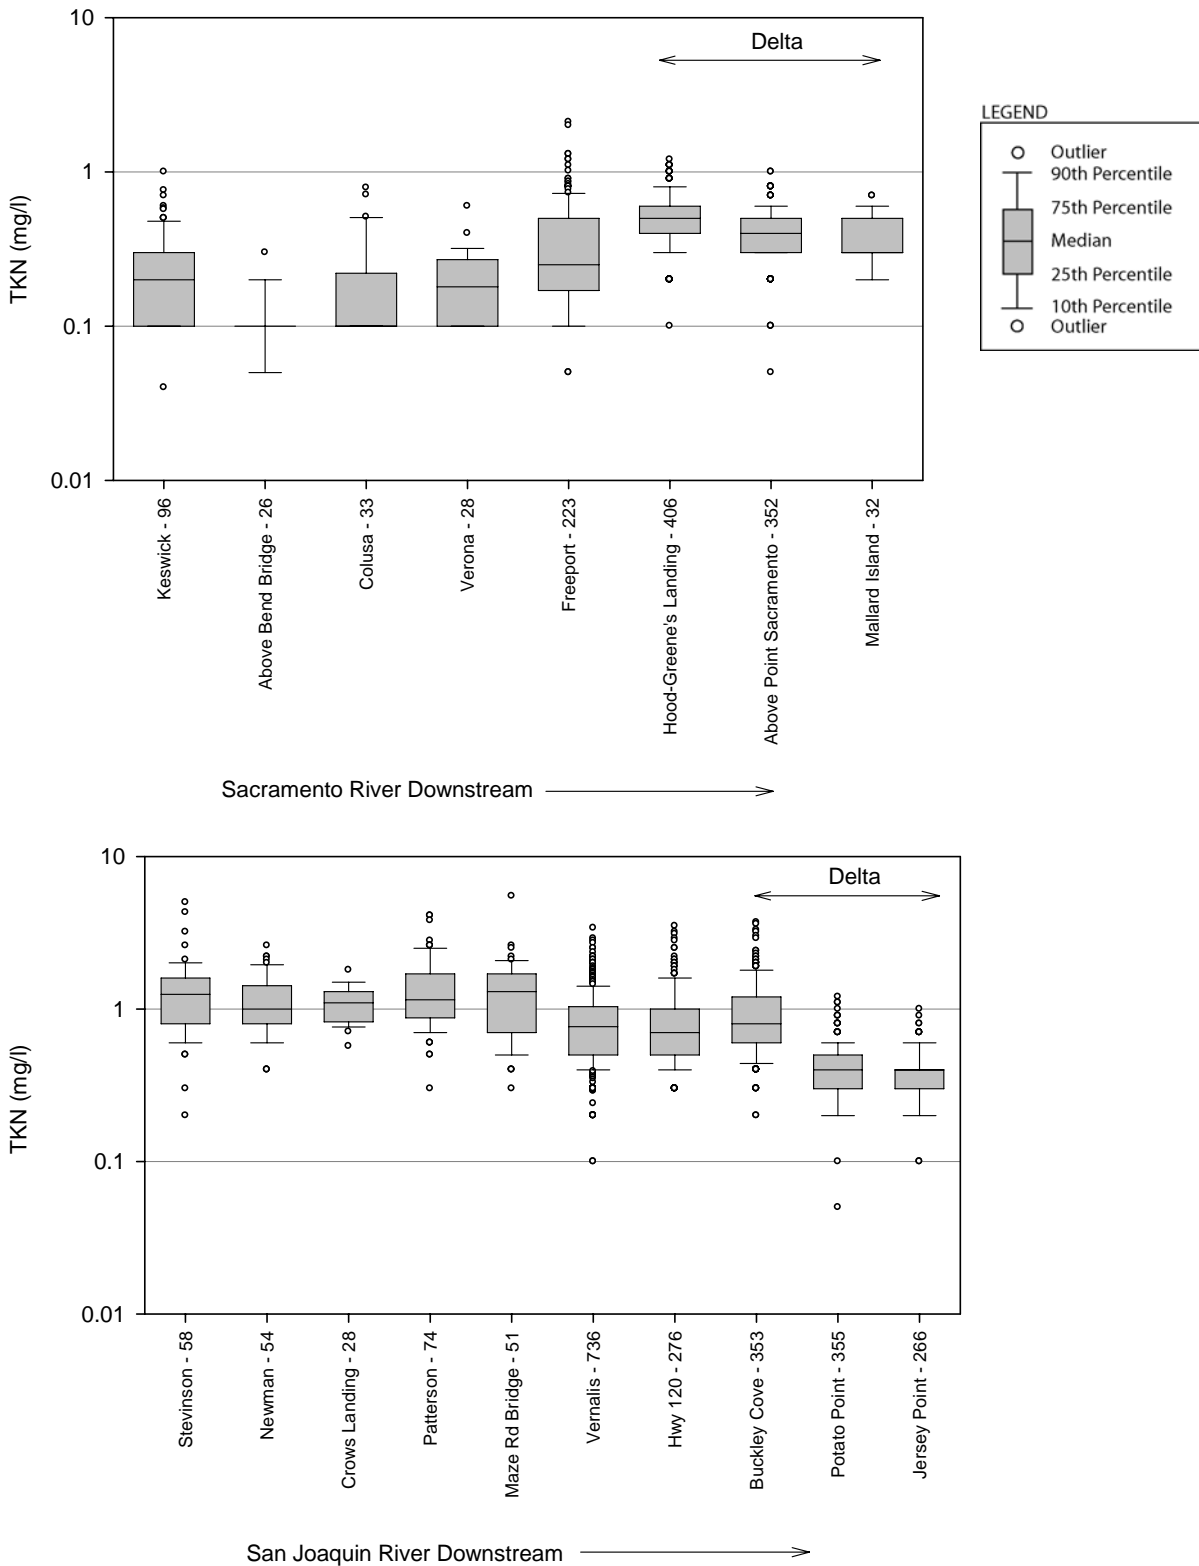 10
1
0.1
0.01
TKN (mg/l)
Delta
Keswick - 96
Above Bend Bridge - 26
Colusa - 33
Verona - 28
Freeport - 223
Hood-Greene's Landing - 406
Above Point Sacramento - 352
Mallard Island - 32
Sacramento River Downstream
LEGEND
Outlier
90th Percentile
75th Percentile
Median
25th Percentile
10th Percentile
Outlier
10
1
0.1
0.01
TKN (mg/l)
Delta
Stevinson - 58
Newman - 54
Crows Landing - 28
Patterson - 74
Maze Rd Bridge - 51
Vernalis - 736
Hwy 120 - 276
Buckley Cove - 353
Potato Point - 355
Jersey Point - 266
San Joaquin River Downstream